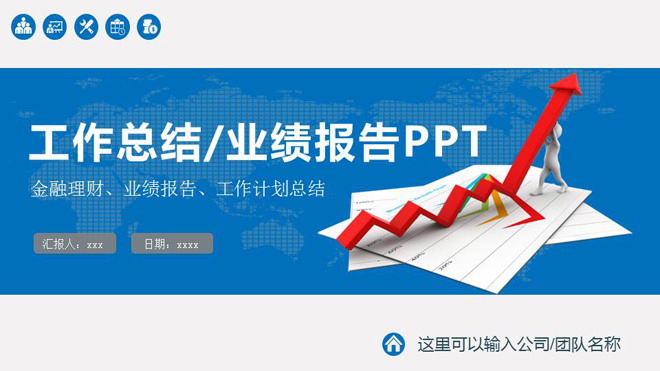 工作总结/业绩报告PPT
金融理财、业绩报告、工作计划总结
汇报人：xxx
日期：xxxx
这里可以输入公司/团队名称